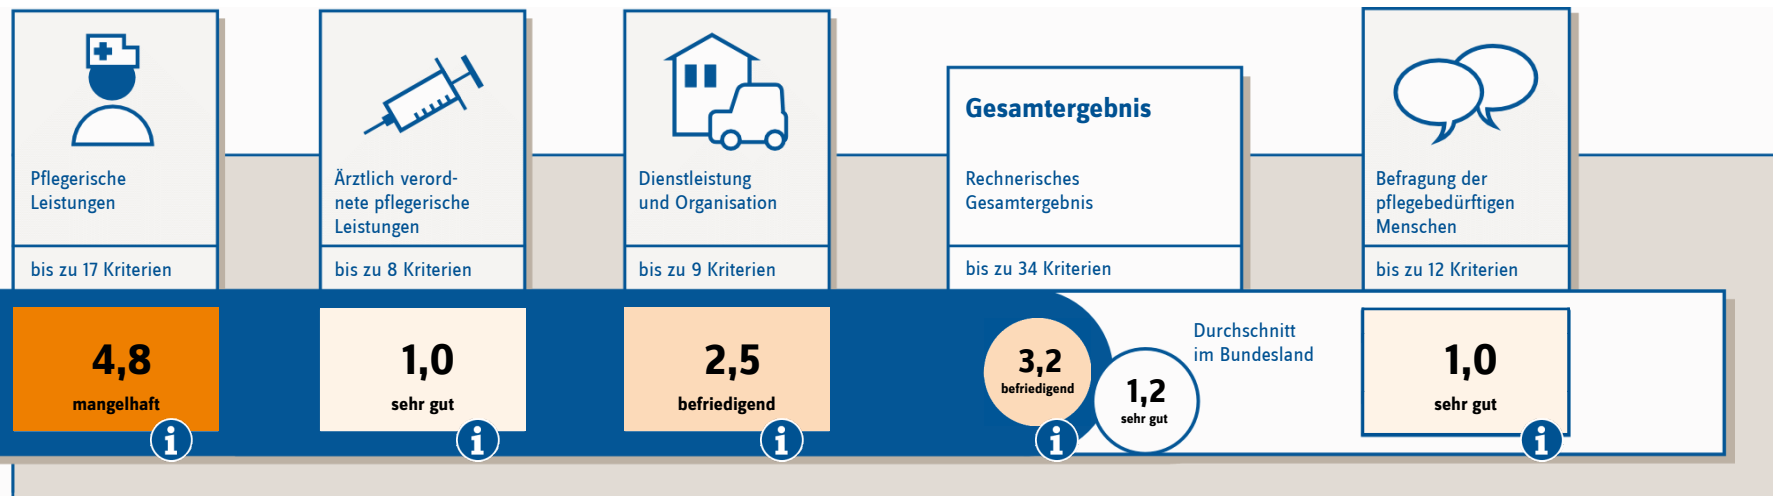 Pflegerische
Leistungen
bis zu 17 Kriterien
4,8
mangelhaft
i
Ärztlich verord-
nete pflegerische
Leistungen
bis zu 8 Kriterien
1,0
sehr gut
i
Dienstleistung
und Organisation
bis zu 9 Kriterien
2,5
befriedigend
i
Gesamtergebnis
Rechnerisches
Gesamtergebnis
bis zu 34 Kriterien
3,2
befriedigend
i
Durchschnitt
im Bundesland
1,2
sehr gut
Befragung der
pflegebedürftigen
Menschen
bis zu 12 Kriterien
1,0
sehr gut
i